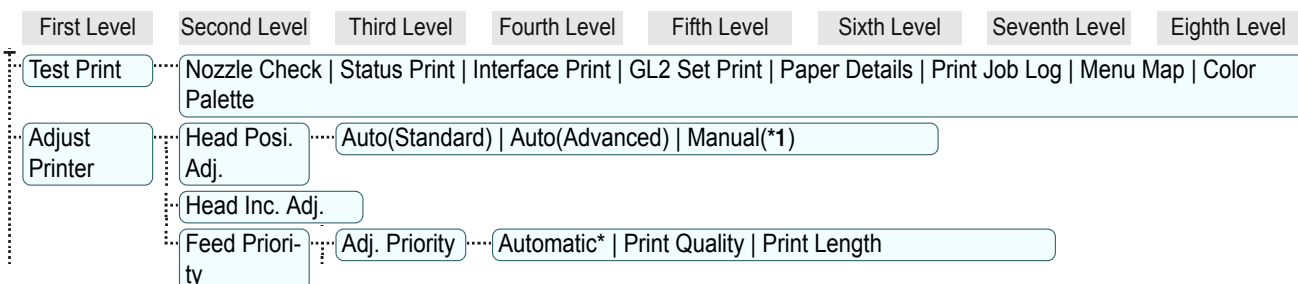 First Level Second Level Third Level Fourth Level Fifth Level Sixth Level Seventh Level Eighth Level
Test Print Nozzle Check | Status Print | Interface Print | GL2 Set Print | Paper Details | Print Job Log | Menu Map | Color
Palette
Adjust Head Posi. Auto(Standard) | Auto(Advanced) | Manual(*1)
Printer Adj.
Head Inc. Adj.
Feed Priori- Adj. Priority Automatic* | Print Quality | Print Length
ty